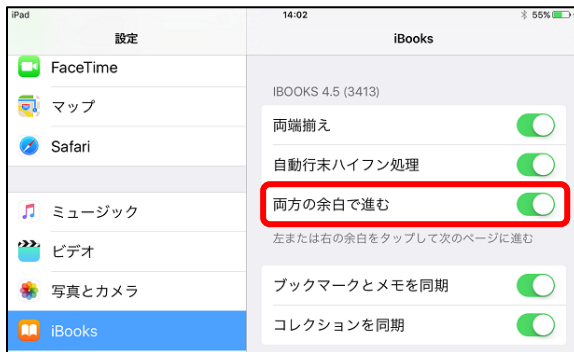 iPad 14:02 55%
設定
FaceTime
マップ
Safari
ミュージック
ビデオ
写真とカメラ
iBooks
iBooks
IBOOKS 4.5 (3413)
両端揃え
自動行末ハイフン処理
両方の余白で進む
左または右の余白をタップして次のページに進む
ブックマークとメモを同期
コレクションを同期